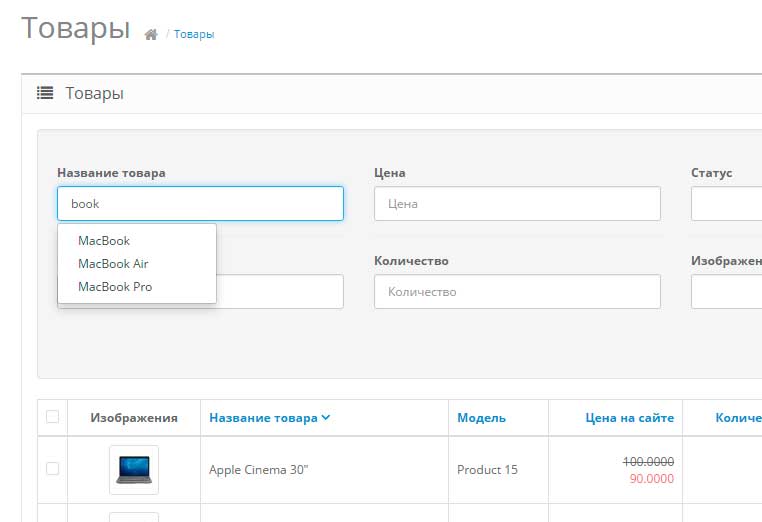 Товары / Товары
Товары
Название товара Цена Статус
book Цена
MacBook
MacBook Air
MacBook Pro
Количество Изображен
Количество
Изображения Название товара Модель Цена на сайте Количе
Apple Cinema 30" Product 15 100.0000
90.0000